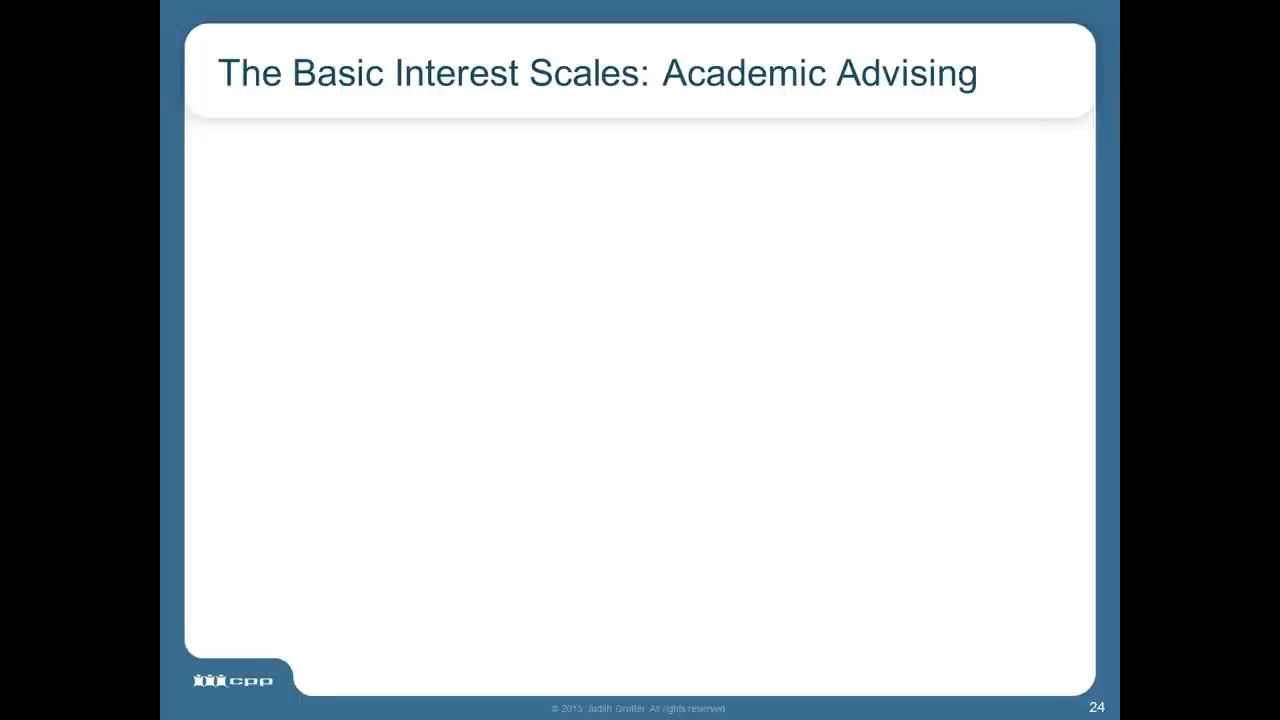 The Basic Interest Scales: Academic Advising
cpp
© 2013 Judith Grutter All rights reserved
24